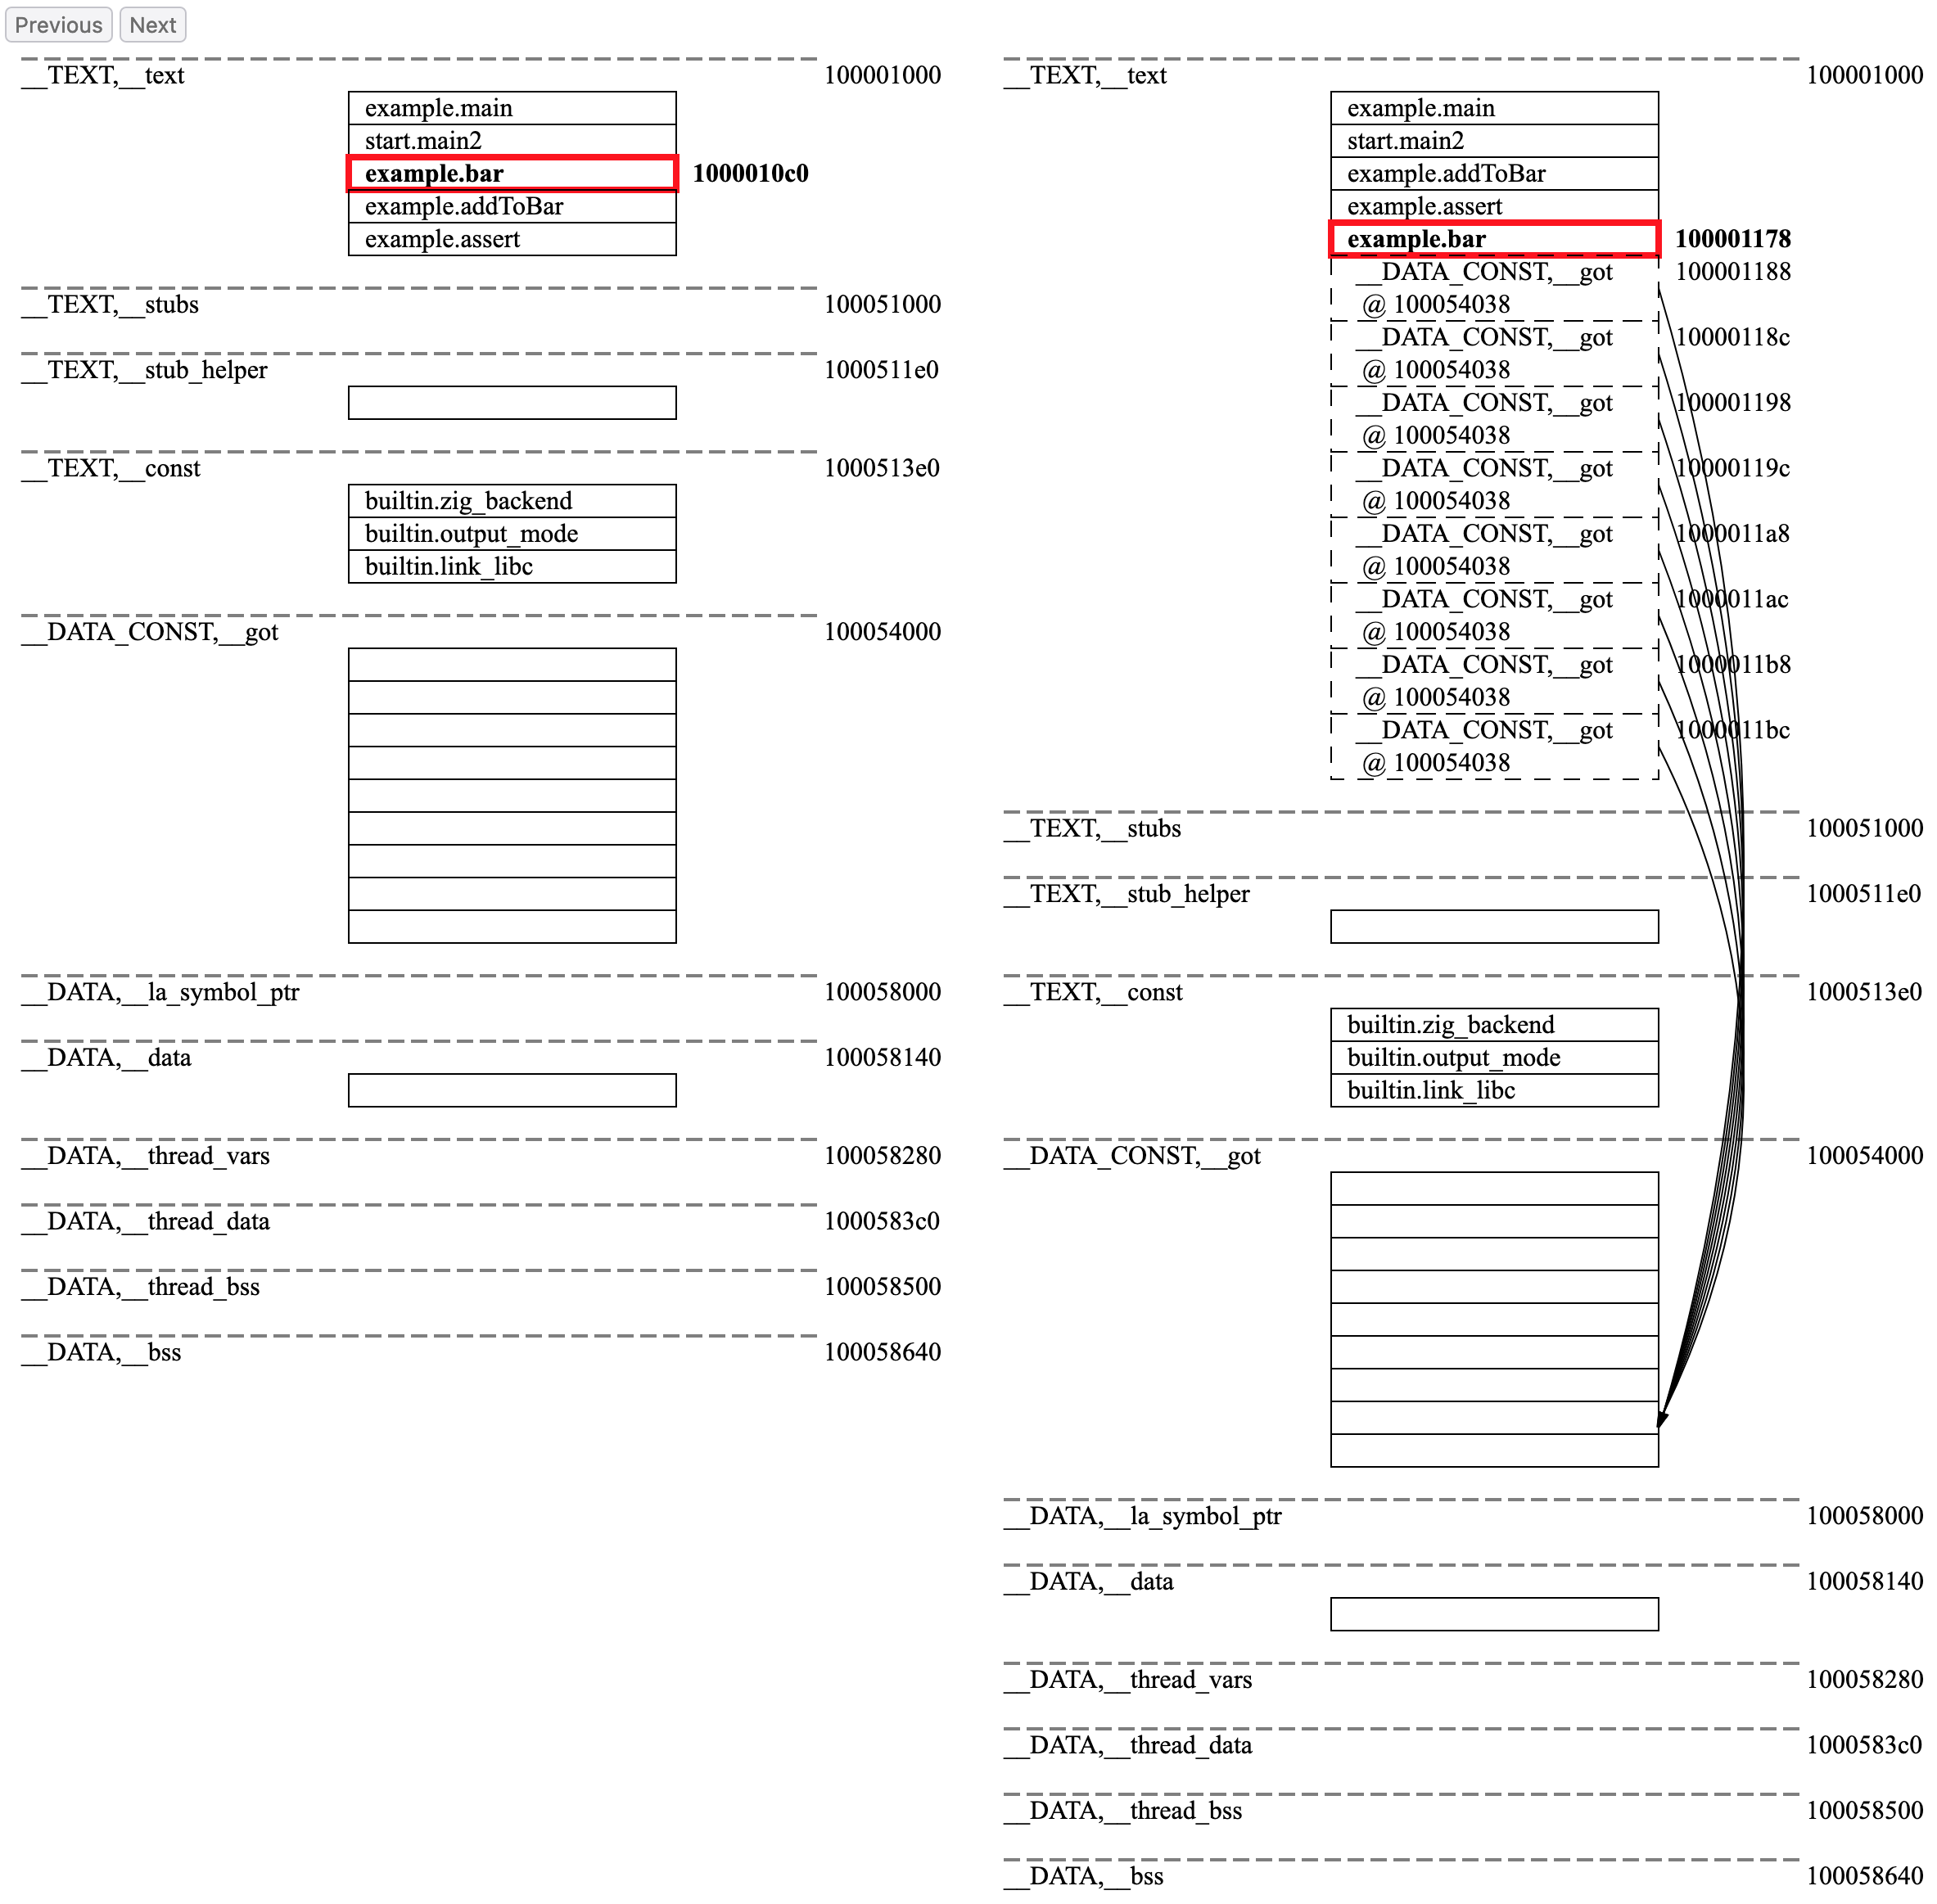 Previous Next
__TEXT,__text 100001000
example.main
start.main2
example.bar 1000010c0
example.addToBar
example.assert
__TEXT,__stubs 100051000
__TEXT,__stub_helper 1000511e0
__TEXT,__const 1000513e0
builtin.zig_backend
builtin.output_mode
builtin.link_libc
__DATA_CONST,__got 100054000
__DATA,__la_symbol_ptr 100058000
__DATA,__data 100058140
__DATA,__thread_vars 100058280
__DATA,__thread_data 1000583c0
__DATA,__thread_bss 100058500
__DATA,__bss 100058640
__TEXT,__text 100001000
example.main
start.main2
example.addToBar
example.assert
example.bar 100001178
__DATA_CONST,__got 100001188
@ 100054038
__DATA_CONST,__got 10000118c
@ 100054038
__DATA_CONST,__got 100001198
@ 100054038
__DATA_CONST,__got 10000119c
@ 100054038
__DATA_CONST,__got 1000011a8
@ 100054038
__DATA_CONST,__got 1000011ac
@ 100054038
__DATA_CONST,__got 1000011b8
@ 100054038
__DATA_CONST,__got 1000011bc
@ 100054038
__TEXT,__stubs 100051000
__TEXT,__stub_helper 1000511e0
__TEXT,__const 1000513e0
builtin.zig_backend
builtin.output_mode
builtin.link_libc
__DATA_CONST,__got 100054000
__DATA,__la_symbol_ptr 100058000
__DATA,__data 100058140
__DATA,__thread_vars 100058280
__DATA,__thread_data 1000583c0
__DATA,__thread_bss 100058500
__DATA,__bss 100058640